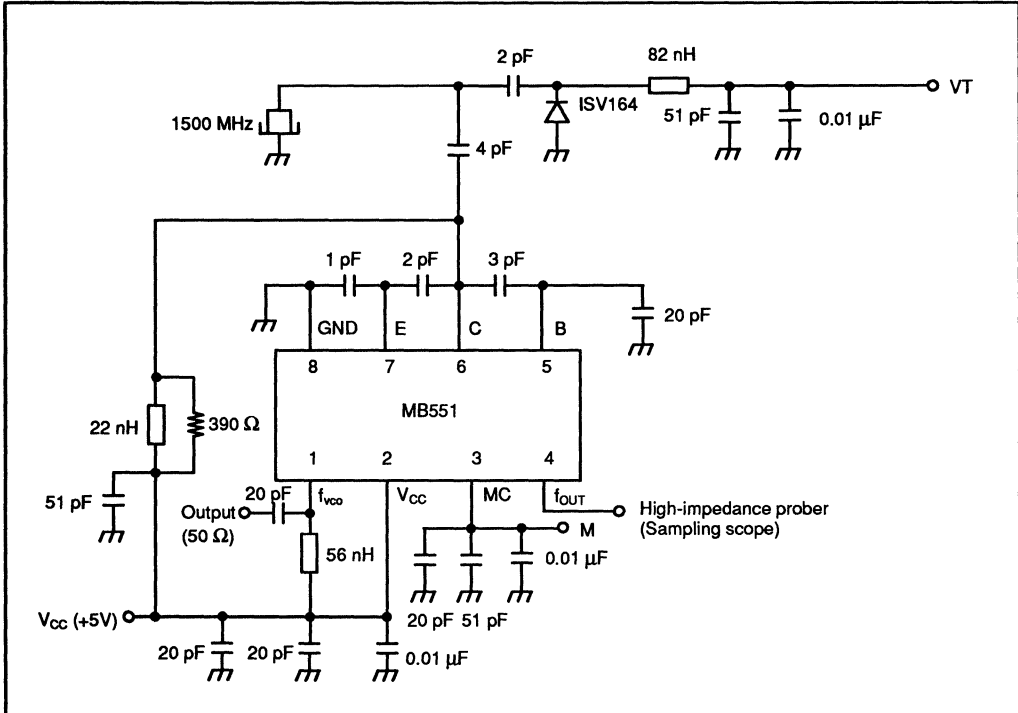 2 pF
82 nH
ISV164
VT
1500 MHz
51 pF
0.01 µF
4 pF
1 pF
2 pF
3 pF
GND
E
C
B
20 pF
8
7
6
5
MB551
22 nH
390 Ω
1
2
3
4
51 pF
20 pF
fVCO
VCC
MC
fOUT
Output
(50 Ω)
High-impedance prober
(Sampling scope)
M
56 nH
0.01 µF
20 pF
51 pF
VCC (+5V)
20 pF
20 pF
0.01 µF